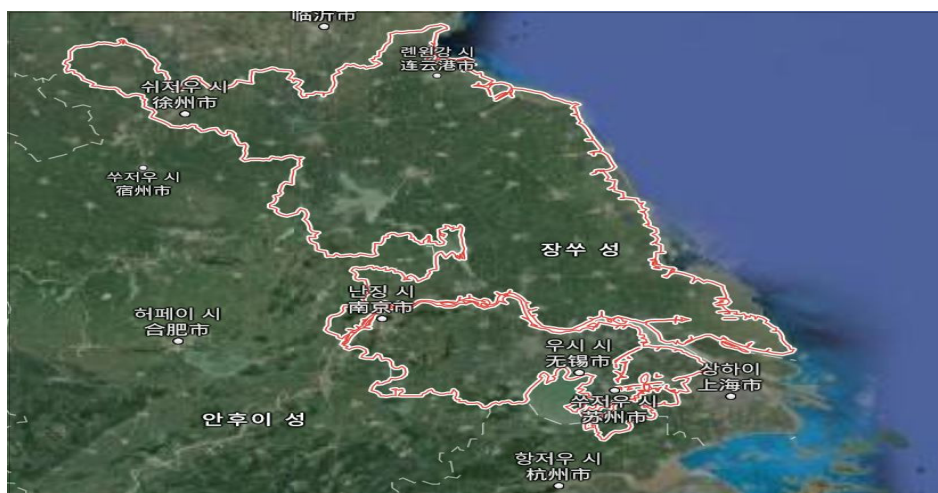 临沂市
롄윈강 시
连云港市
쉬저우 시
徐州市
쑤저우 시
宿州市
장쑤 성
난징 시
南京市
허페이 시
合肥市
우시 시
无锡市
상하이
上海市
쑤저우 시
苏州市
안후이 성
항저우 시
杭州市